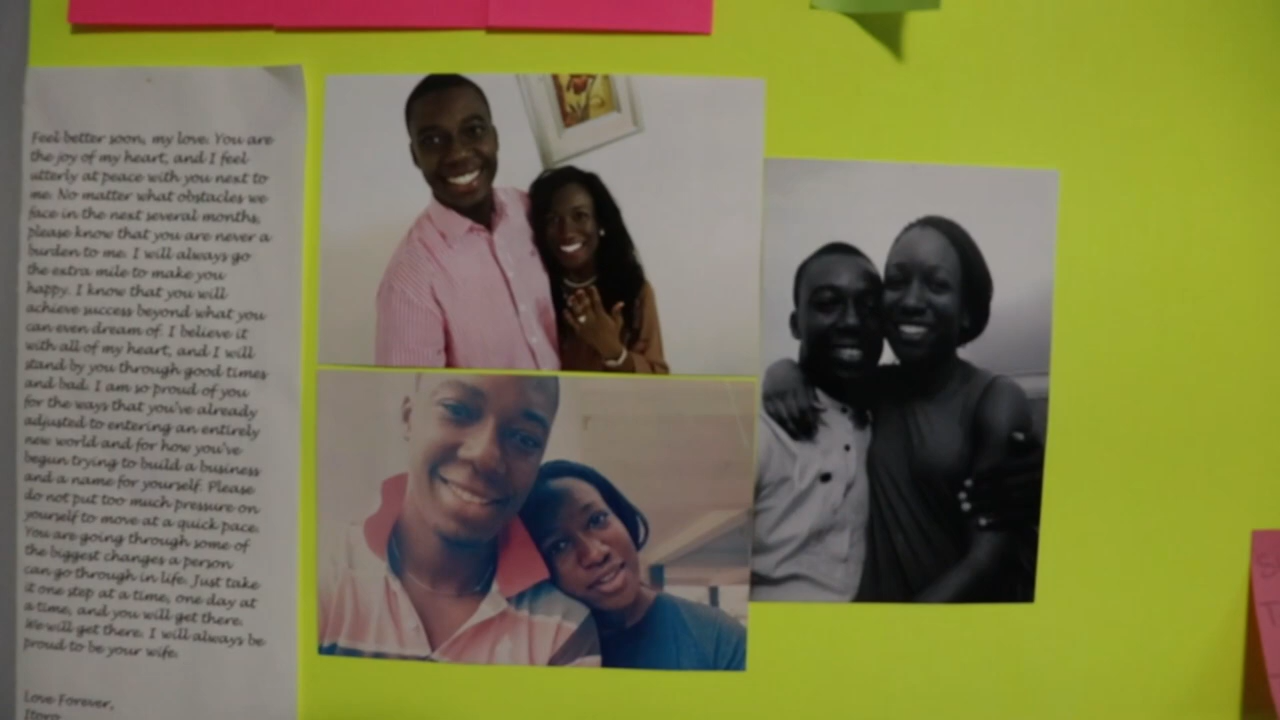 Feel better soon, my love. You are
the joy of my heart, and I feel
utterly at peace with you next to
me. No matter what obstacles we
face in the next several months,
please know that you are never a
burden to me. I will always go
the extra mile to make you
happy. I know that you will
achieve success beyond what you
can even dream of. I believe it
with all of my heart, and I will
stand by you through good times
and bad. I am so proud of you
for the ways that you've already
adjusted to entering an entirely
new world and for how you've
begun trying to build a business
and a name for yourself. Please
do not put too much pressure on
yourself to move at a quick pace.
You are going through some of
the biggest changes a person
can go through in life. Just take
it one step at a time, one day at
a time, and you will get there.
We will get there. I will always be
proud to be your wife.
Love Forever,
Itoro